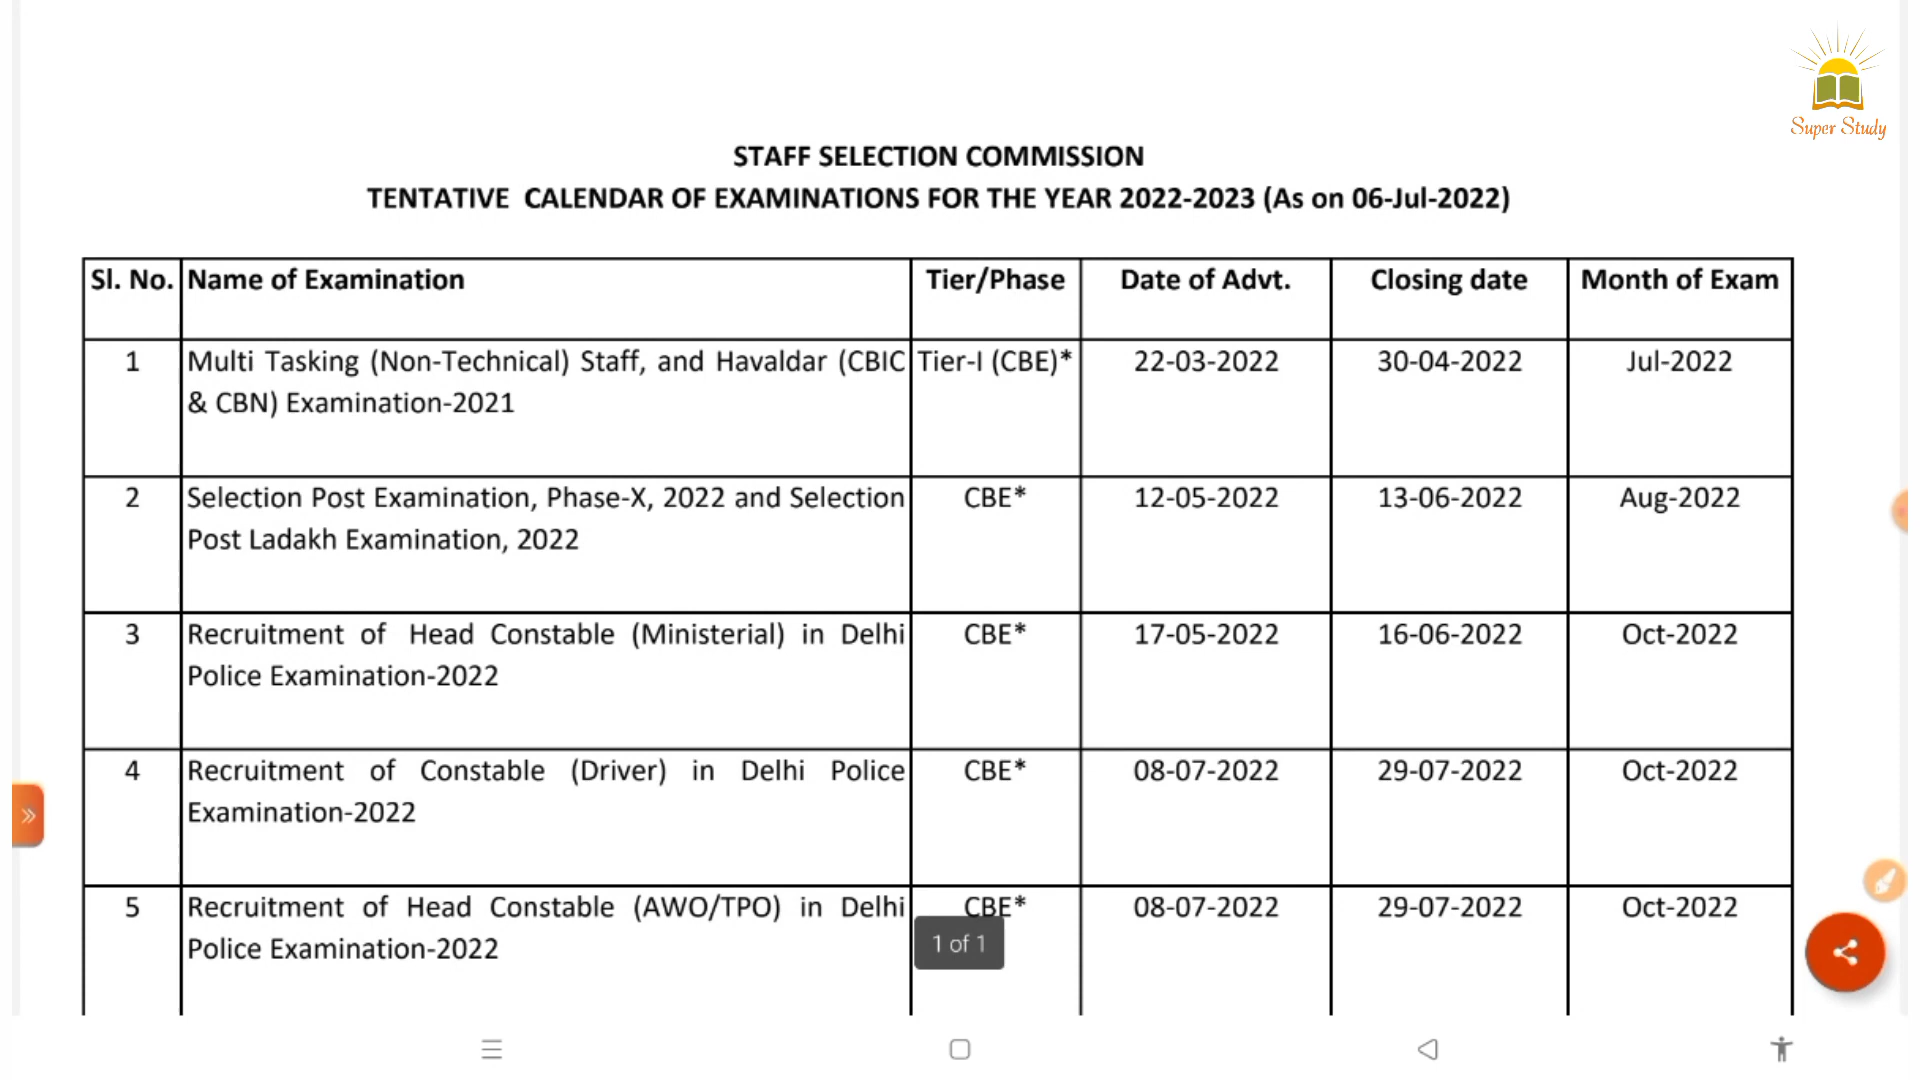 Super Study
STAFF SELECTION COMMISSION
TENTATIVE CALENDAR OF EXAMINATIONS FOR THE YEAR 2022-2023 (As on 06-Jul-2022)
Sl. No. Name of Examination Tier/Phase Date of Advt. Closing date Month of Exam
1 Multi Tasking (Non-Technical) Staff, and Havaldar (CBIC Tier-I (CBE)* 22-03-2022 30-04-2022 Jul-2022
& CBN) Examination-2021
2 Selection Post Examination, Phase-X, 2022 and Selection CBE* 12-05-2022 13-06-2022 Aug-2022
Post Ladakh Examination, 2022
3 Recruitment of Head Constable (Ministerial) in Delhi CBE* 17-05-2022 16-06-2022 Oct-2022
Police Examination-2022
4 Recruitment of Constable (Driver) in Delhi Police CBE* 08-07-2022 29-07-2022 Oct-2022
Examination-2022
5 Recruitment of Head Constable (AWO/TPO) in Delhi CBE* 08-07-2022 29-07-2022 Oct-2022
Police Examination-2022
1 of 1